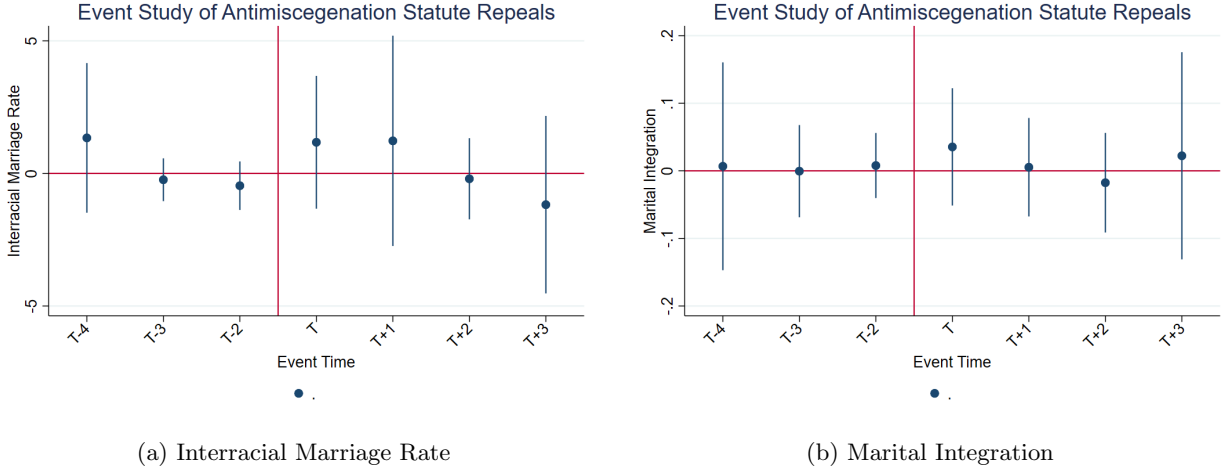 Event Study of Antimiscegenation Statute Repeals
Interracial Marriage Rate
5
0
-5
T-4 T-3 T-2 T T+1 T+2 T+3
Event Time
.
(a) Interracial Marriage Rate
Event Study of Antimiscegenation Statute Repeals
Marital Integration
.2
.1
0
-.1
-.2
T-4 T-3 T-2 T T+1 T+2 T+3
Event Time
.
(b) Marital Integration